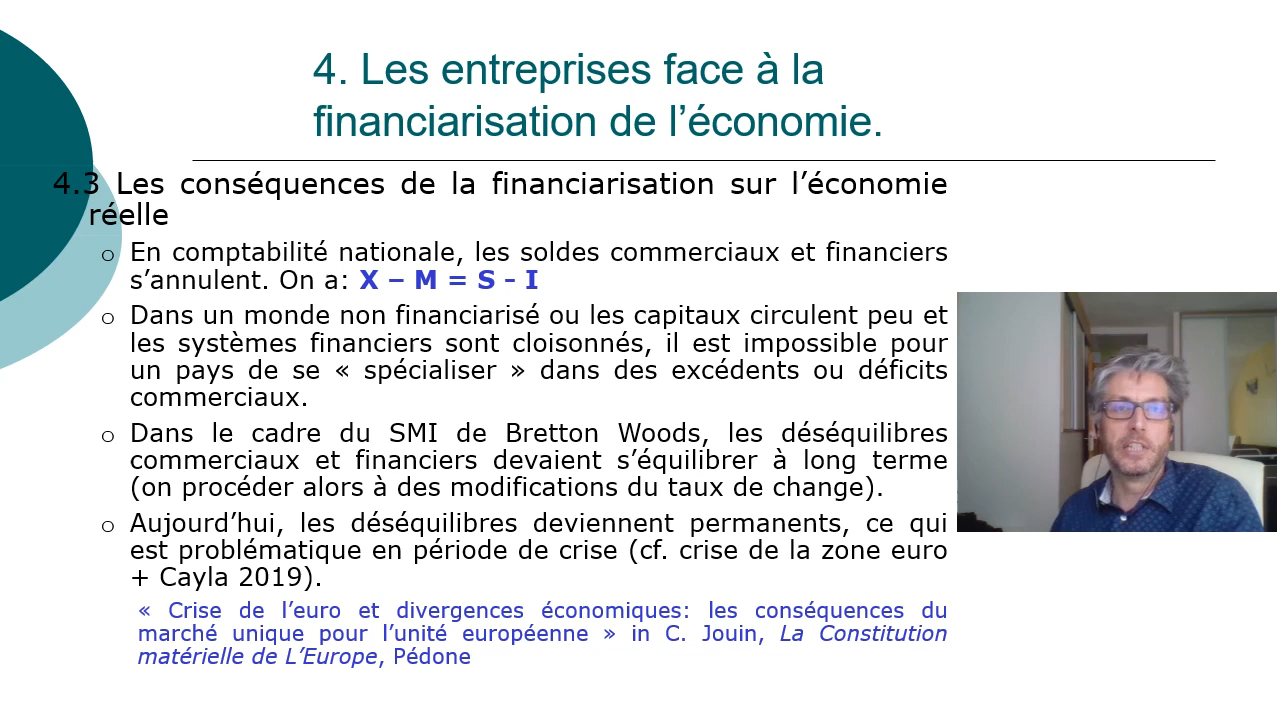 4. Les entreprises face à la
financiarisation de l’économie.
4.3 Les conséquences de la financiarisation sur l’économie
réelle
o En comptabilité nationale, les soldes commerciaux et financiers
s’annulent. On a: X – M = S - I
o Dans un monde non financiarisé ou les capitaux circulent peu et
les systèmes financiers sont cloisonnés, il est impossible pour
un pays de se « spécialiser » dans des excédents ou déficits
commerciaux.
o Dans le cadre du SMI de Bretton Woods, les déséquilibres
commerciaux et financiers devaient s’équilibrer à long terme
(on procéder alors à des modifications du taux de change).
o Aujourd’hui, les déséquilibres deviennent permanents, ce qui
est problématique en période de crise (cf. crise de la zone euro
+ Cayla 2019).
« Crise de l’euro et divergences économiques: les conséquences du
marché unique pour l’unité européenne » in C. Jouin, La Constitution
matérielle de L’Europe, Pédone